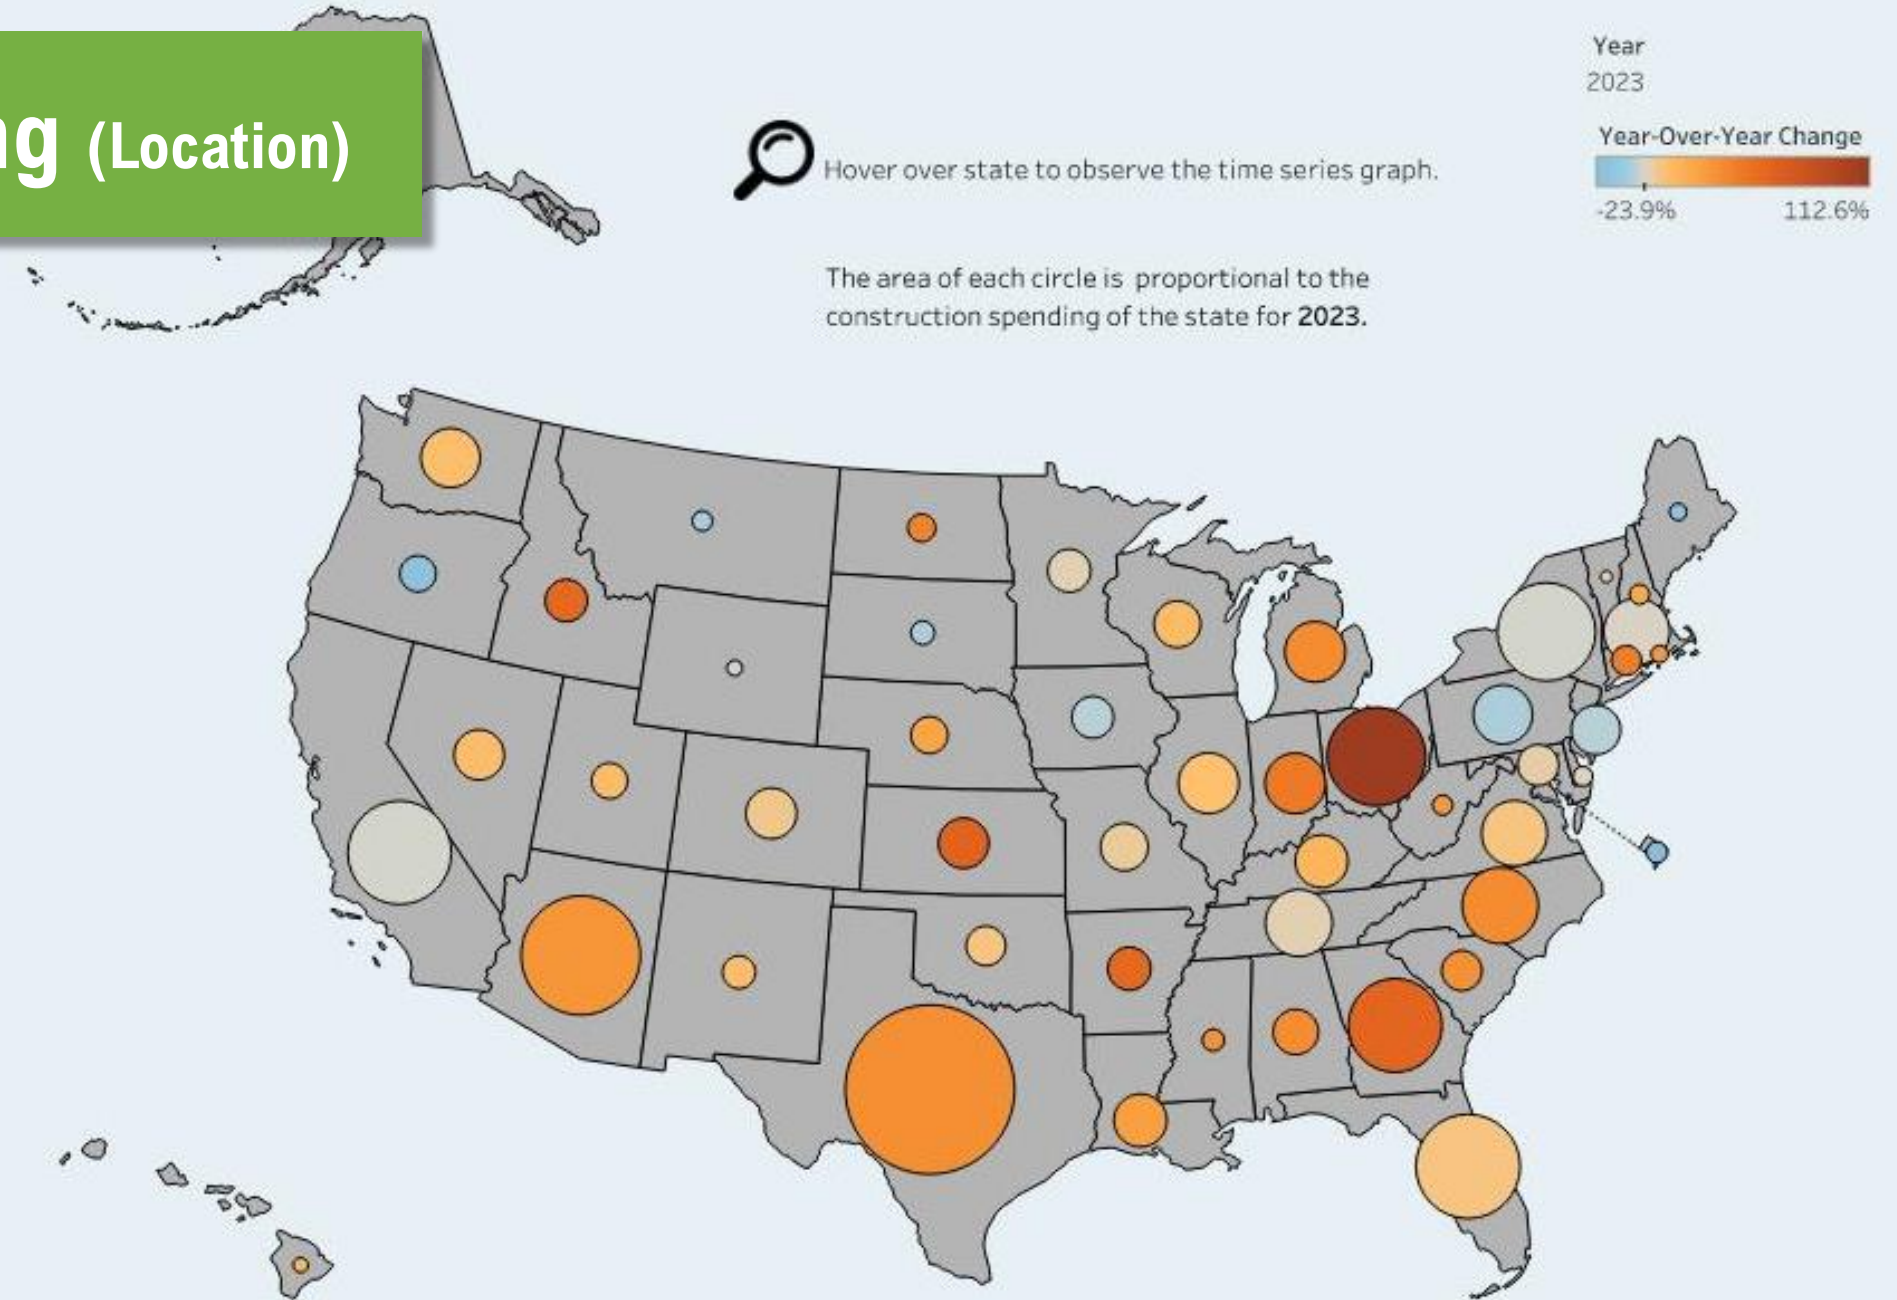 (Location)
Year
2023
Year-Over-Year Change
-23.9% 112.6%
Hover over state to observe the time series graph.
The area of each circle is proportional to the
construction spending of the state for 2023.